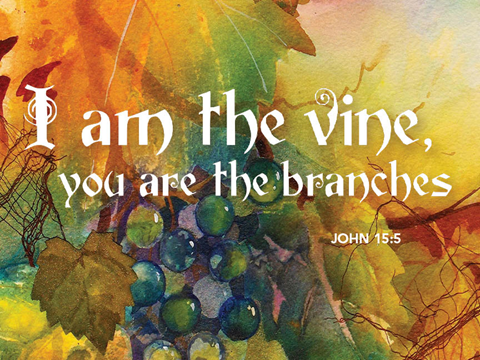 I am the vine,
you are the branches
JOHN 15:5